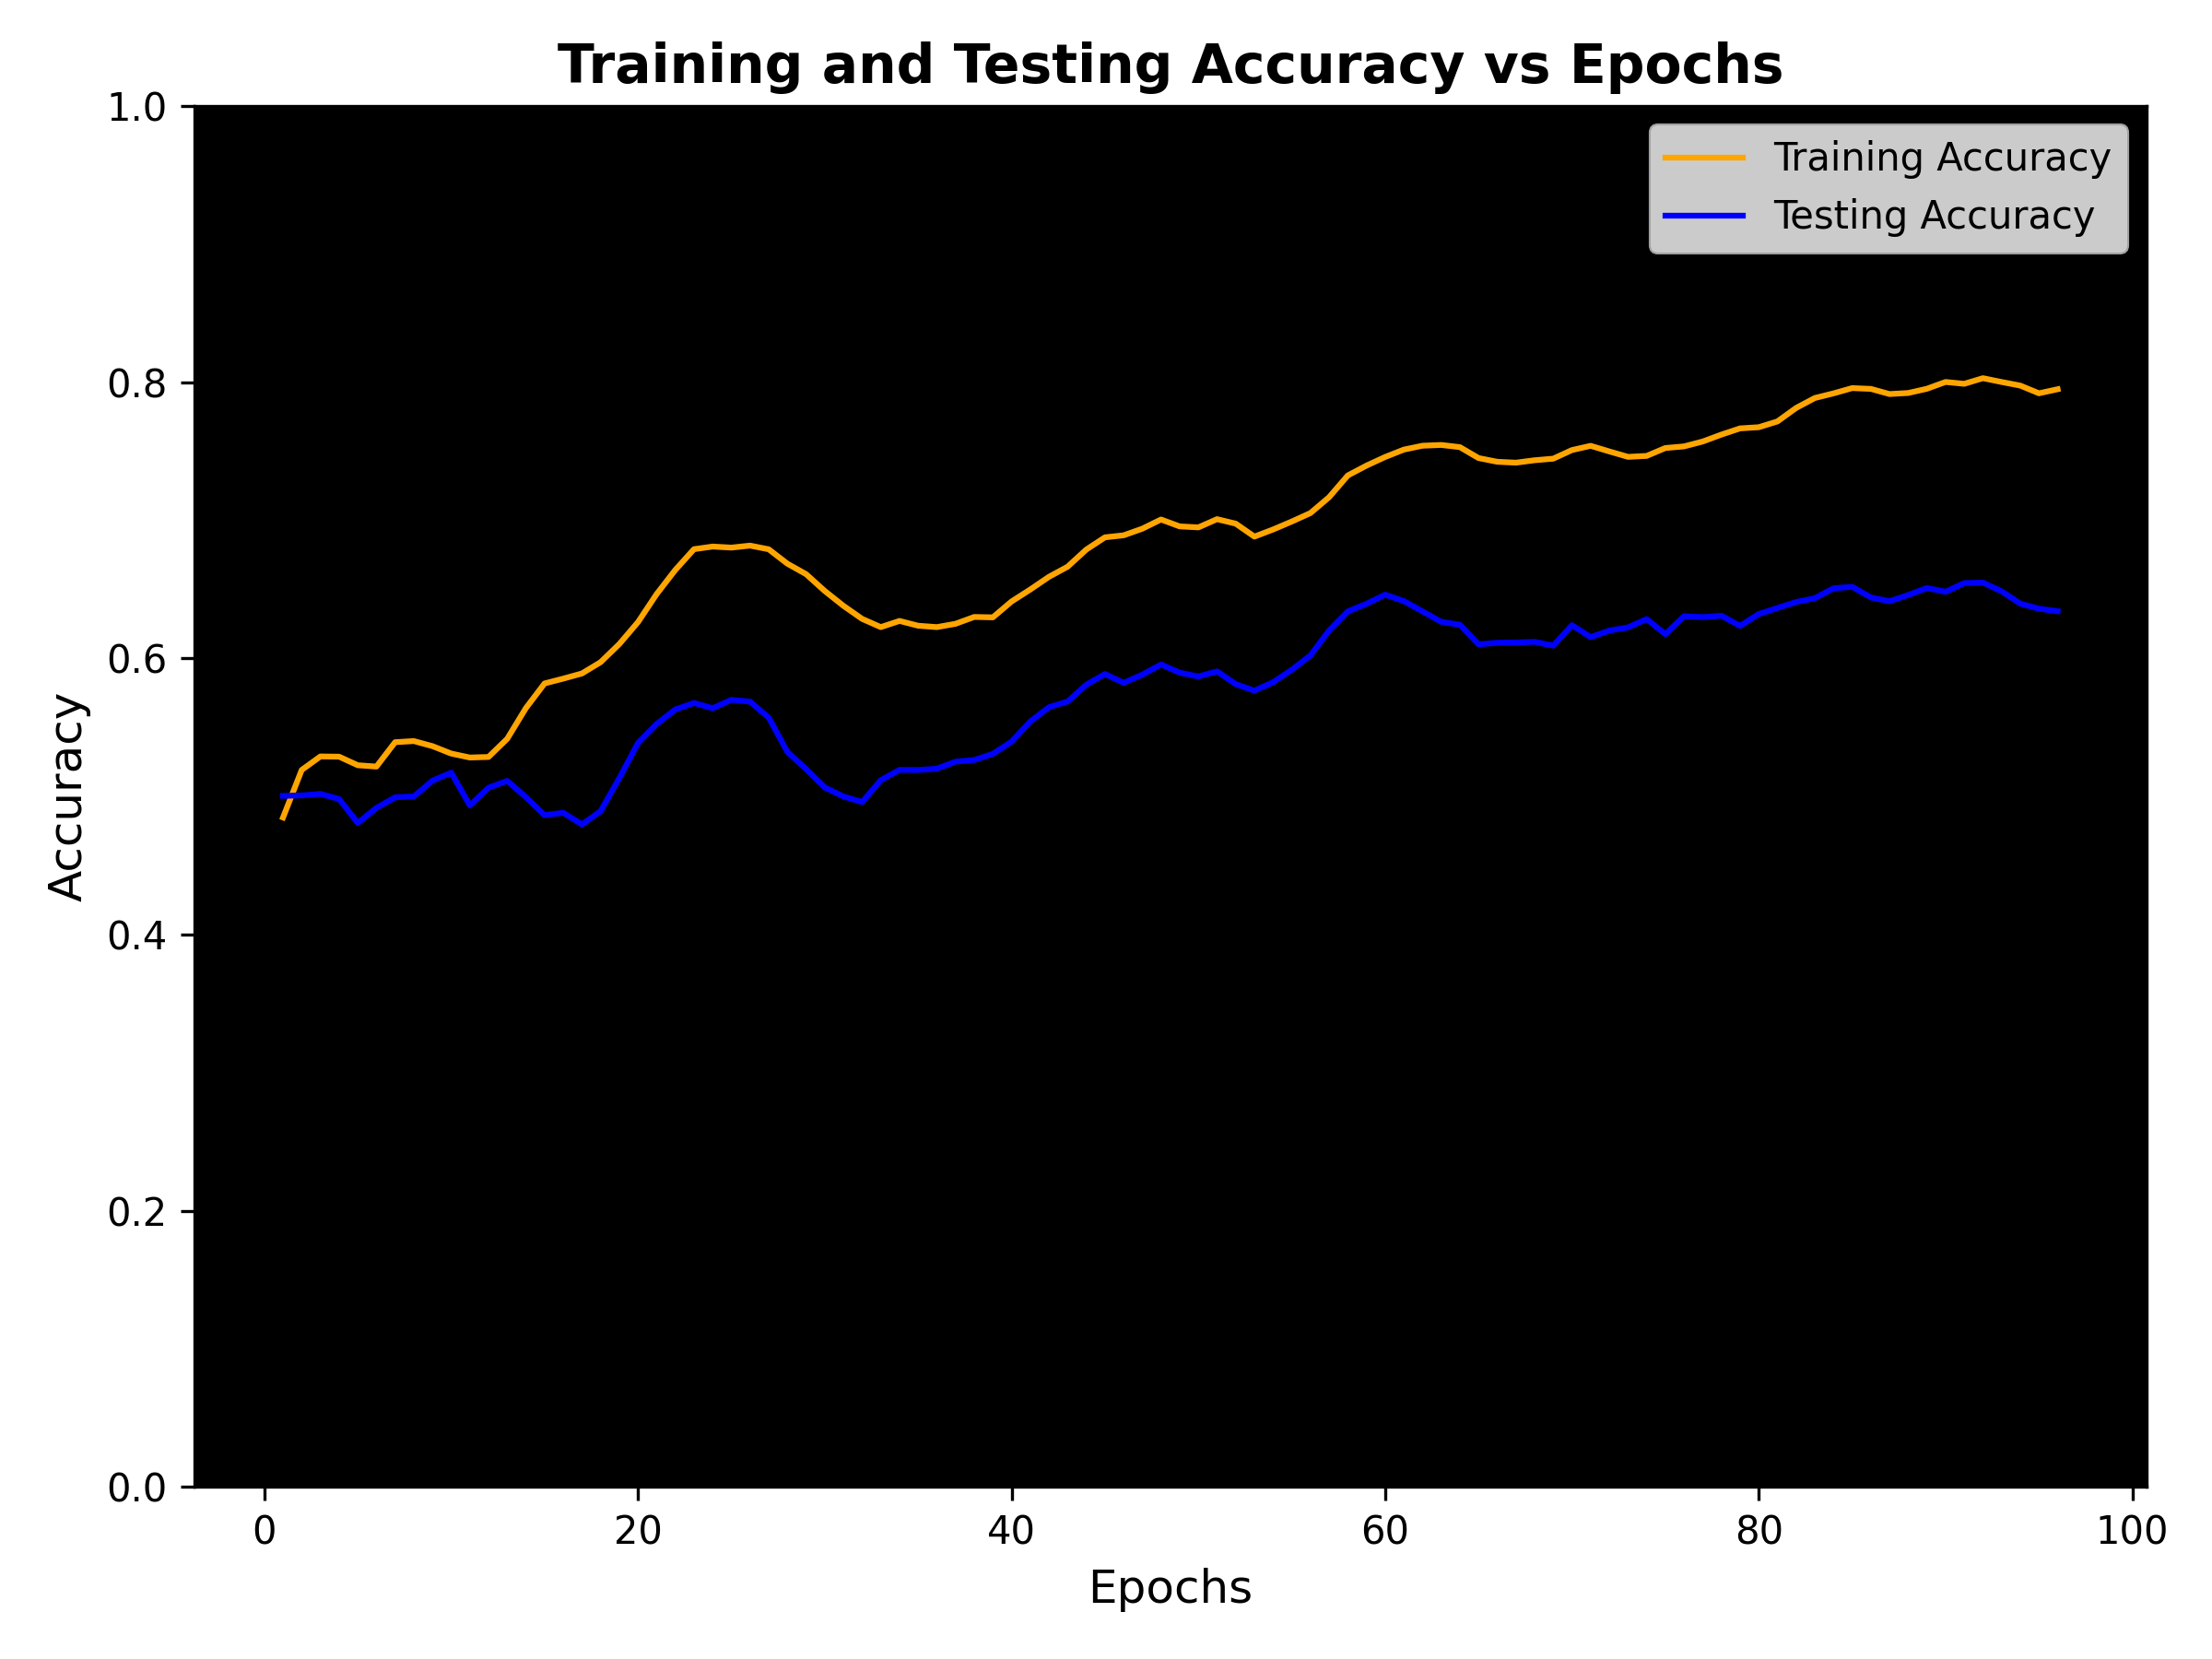 Training and Testing Accuracy vs Epochs
1.0
Training Accuracy
Testing Accuracy
0.8
0.6
Accuracy
0.4
0.2
0.0
0 20 40 60 80 100
Epochs